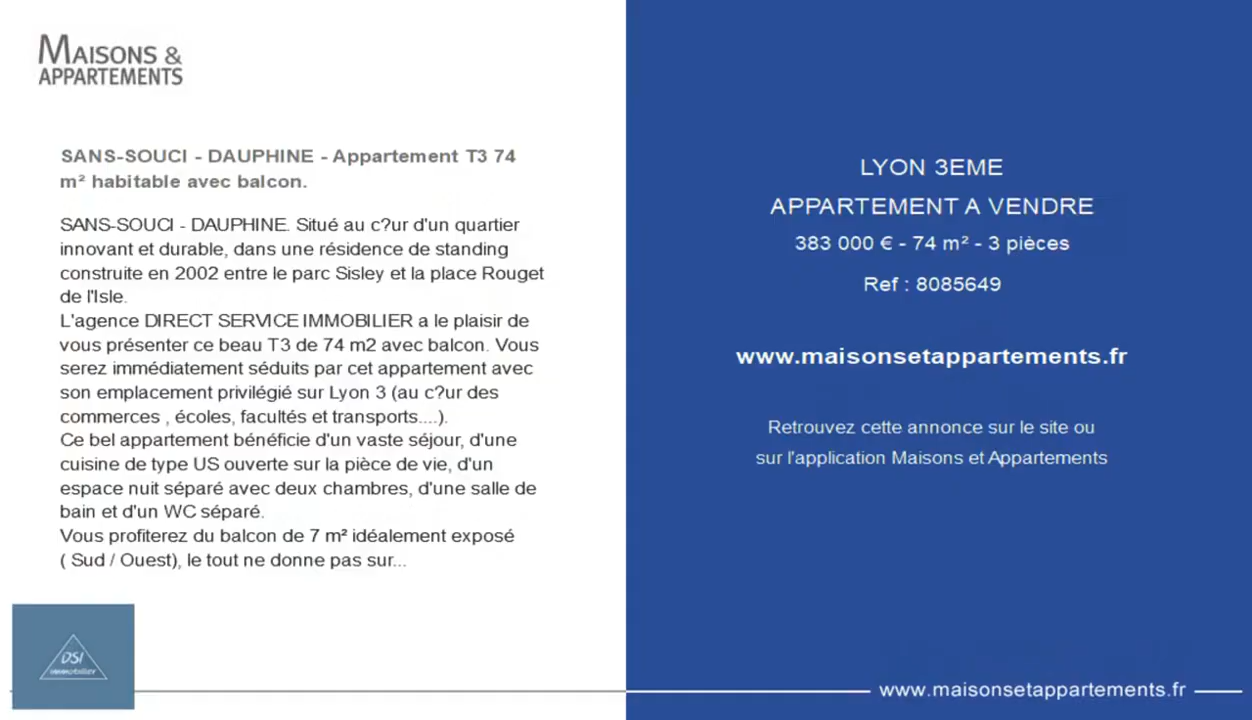 MAISONS &
APPARTEMENTS
SANS-SOUCI - DAUPHINE - Appartement T3 74
m² habitable avec balcon.
SANS-SOUCI - DAUPHINE. Situé au c?ur d'un quartier
innovant et durable, dans une résidence de standing
construite en 2002 entre le parc Sisley et la place Rouget
de l'Isle.
L'agence DIRECT SERVICE IMMOBILIER a le plaisir de
vous présenter ce beau T3 de 74 m2 avec balcon. Vous
serez immédiatement séduits par cet appartement avec
son emplacement privilégié sur Lyon 3 (au c?ur des
commerces , écoles, facultés et transports....).
Ce bel appartement bénéficie d'un vaste séjour, d'une
cuisine de type US ouverte sur la pièce de vie, d'un
espace nuit séparé avec deux chambres, d'une salle de
bain et d'un WC séparé.
Vous profiterez du balcon de 7 m² idéalement exposé
( Sud / Ouest), le tout ne donne pas sur...
DSI
immobilier
LYON 3EME
APPARTEMENT A VENDRE
383 000 € - 74 m² - 3 pièces
Ref : 8085649
www.maisonsetappartements.fr
Retrouvez cette annonce sur le site ou
sur l'application Maisons et Appartements
www.maisonsetappartements.fr